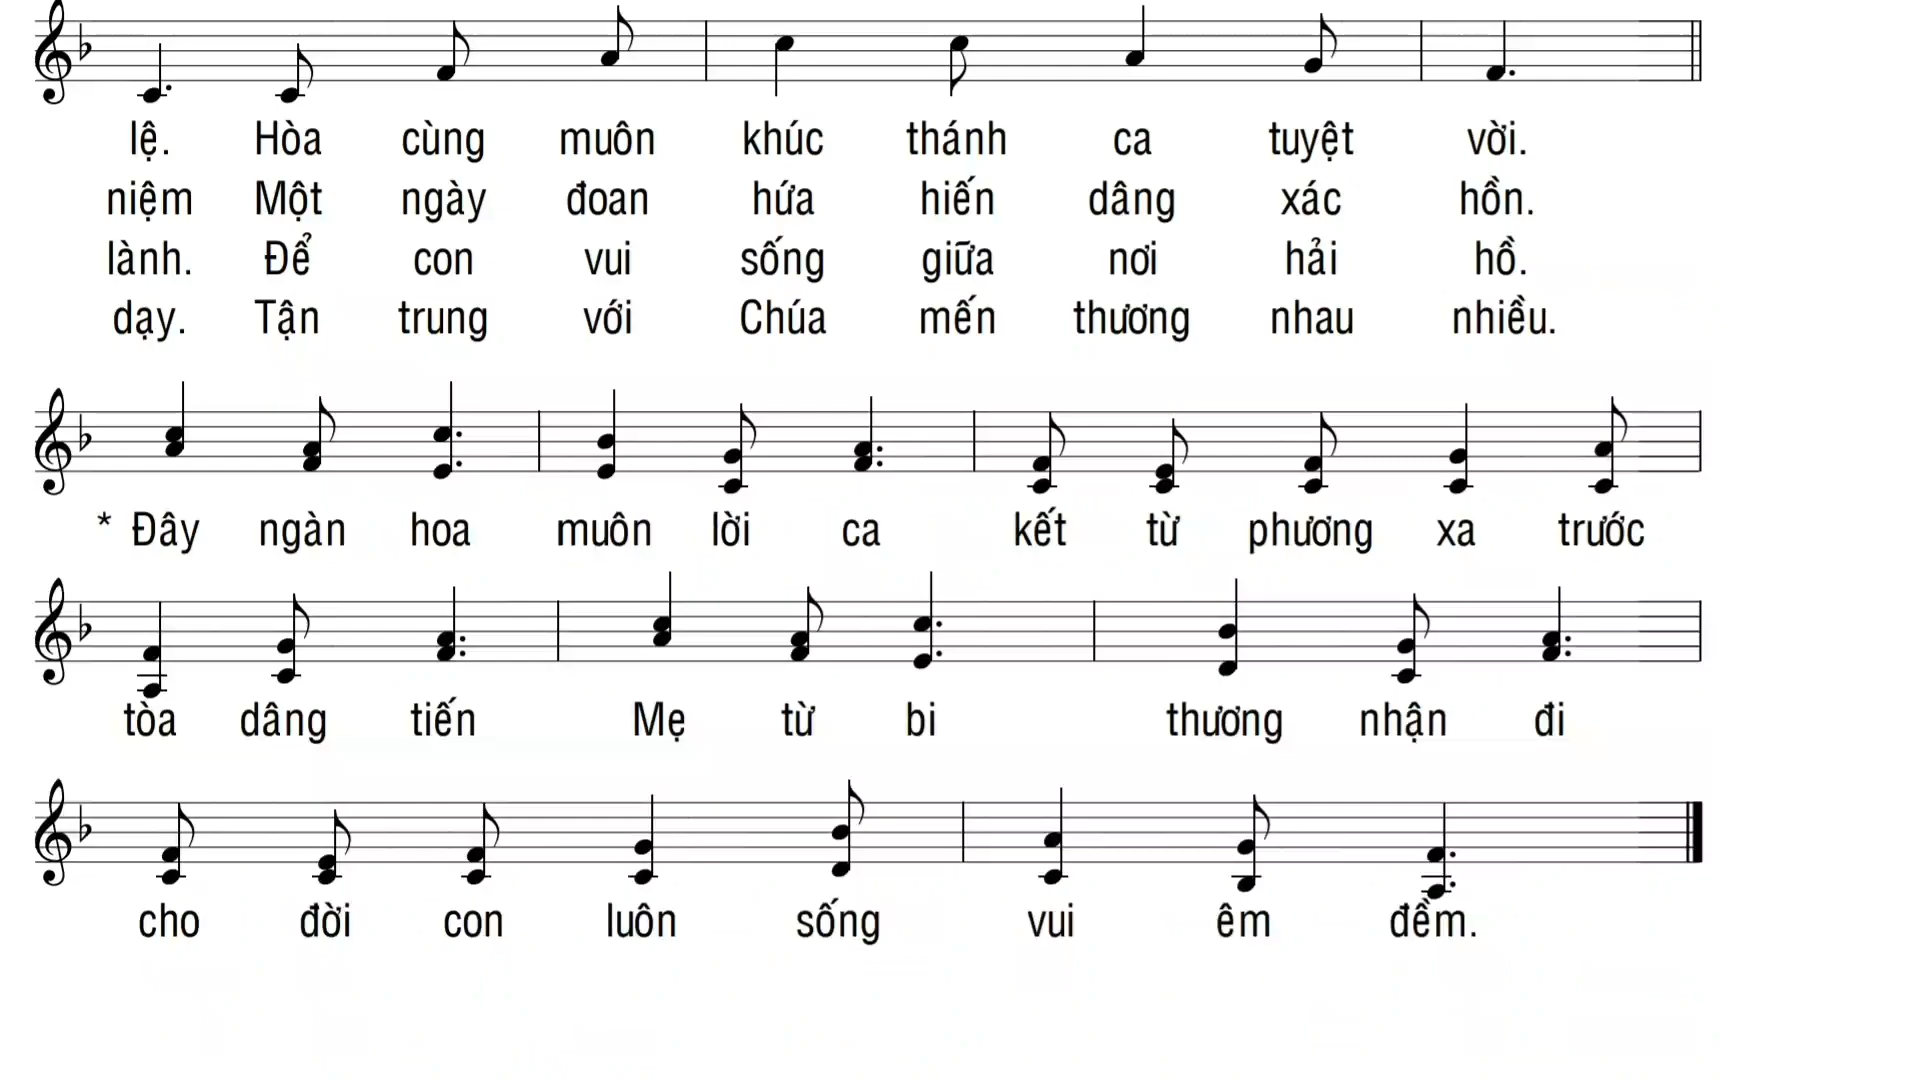 lệ. Hòa cùng muôn khúc thánh ca tuyệt vời.
niệm Một ngày đoan hứa hiến dâng xác hồn.
lành. Để con vui sống giữa nơi hải hồ.
dạy. Tận trung với Chúa mến thương nhau nhiều.
* Đây ngàn hoa muôn lời ca kết từ phương xa trước
tòa dâng tiến Mẹ từ bi thương nhận đi
cho đời con luôn sống vui êm đềm.